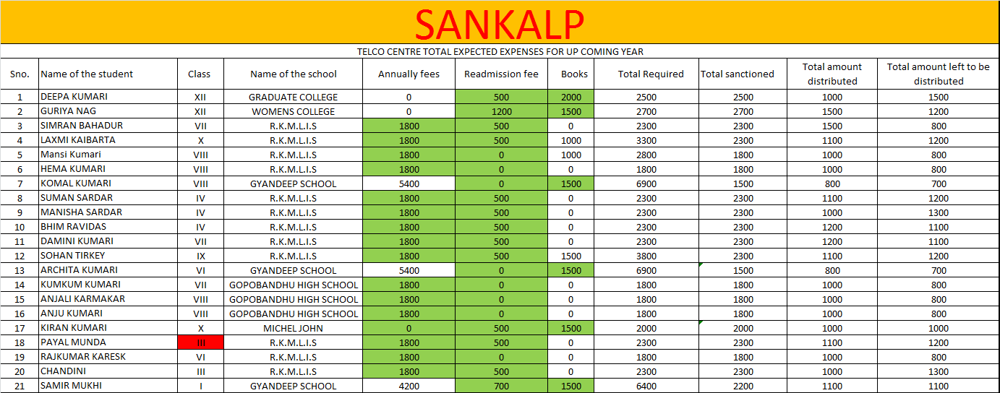 SANKALP
TELCO CENTRE TOTAL EXPECTED EXPENSES FOR UP COMING YEAR
Sno. Name of the student Class Name of the school Annually fees Readmission fee Books Total Required Total sanctioned Total amount distributed Total amount left to be distributed
1 DEEPA KUMARI XII GRADUATE COLLEGE 0 500 2000 2500 2500 1000 1500
2 GURIYA NAG XII WOMENS COLLEGE 0 1200 1500 2700 2700 1500 1200
3 SIMRAN BAHADUR VII R.K.M.L.I.S 1800 500 0 2300 2300 1500 800
4 LAXMI KAIBARTA X R.K.M.L.I.S 1800 500 1000 3300 2300 1100 1200
5 Mansi Kumari VIII R.K.M.L.I.S 1800 0 1000 2800 1800 1000 800
6 HEMA KUMARI VIII R.K.M.L.I.S 1800 0 0 1800 1800 1000 800
7 KOMAL KUMARI VIII GYANDEEP SCHOOL 5400 0 1500 6900 1500 800 700
8 SUMAN SARDAR IV R.K.M.L.I.S 1800 500 0 2300 2300 1100 1200
9 MANISHA SARDAR IV R.K.M.L.I.S 1800 500 0 2300 2300 1000 1300
10 BHIM RAVIDAS IV R.K.M.L.I.S 1800 500 0 2300 2300 1200 1100
11 DAMINI KUMARI VII R.K.M.L.I.S 1800 500 0 2300 2300 1200 1100
12 SOHAN TIRKEY IX R.K.M.L.I.S 1800 500 1500 3800 2300 1100 1200
13 ARCHITA KUMARI VI GYANDEEP SCHOOL 5400 0 1500 6900 1500 800 700
14 KUMKUM KUMARI VII GOPOBANDHU HIGH SCHOOL 1800 0 0 1800 1800 1000 800
15 ANJALI KARMAKAR VIII GOPOBANDHU HIGH SCHOOL 1800 0 0 1800 1800 1000 800
16 ANJU KUMARI VIII GOPOBANDHU HIGH SCHOOL 1800 0 0 1800 1800 1000 800
17 KIRAN KUMARI X MICHEL JOHN 0 500 1500 2000 2000 1000 1000
18 PAYAL MUNDA III R.K.M.L.I.S 1800 500 0 2300 2300 1100 1200
19 RAJKUMAR KARESK VI R.K.M.L.I.S 1800 0 0 1800 1800 1000 800
20 CHANDINI III R.K.M.L.I.S 1800 500 0 2300 2300 1000 1300
21 SAMIR MUKHI I GYANDEEP SCHOOL 4200 700 1500 6400 2200 1100 1100